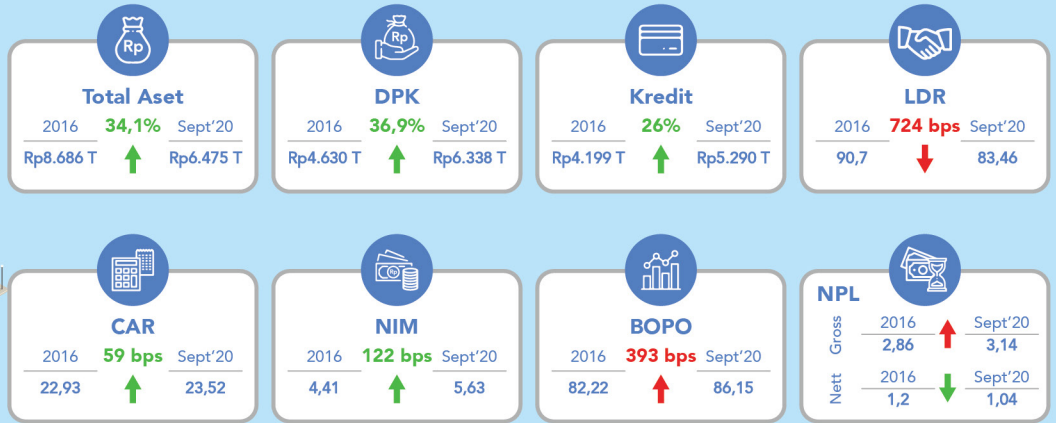 Rp
Total Aset
2016 34,1% Sept'20
Rp8.686 T Rp6.475 T
Rp
DPK
2016 36,9% Sept'20
Rp4.630 T Rp6.338 T
Kredit
2016 26% Sept'20
Rp4.199 T Rp5.290 T
LDR
2016 724 bps Sept'20
90,7 83,46
CAR
2016 59 bps Sept'20
22,93 23,52
Rp
NIM
2016 122 bps Sept'20
4,41 5,63
BOPO
2016 393 bps Sept'20
82,22 86,15
NPL
Gross
2016 Sept'20
2,86 3,14
Nett
2016 Sept'20
1,2 1,04